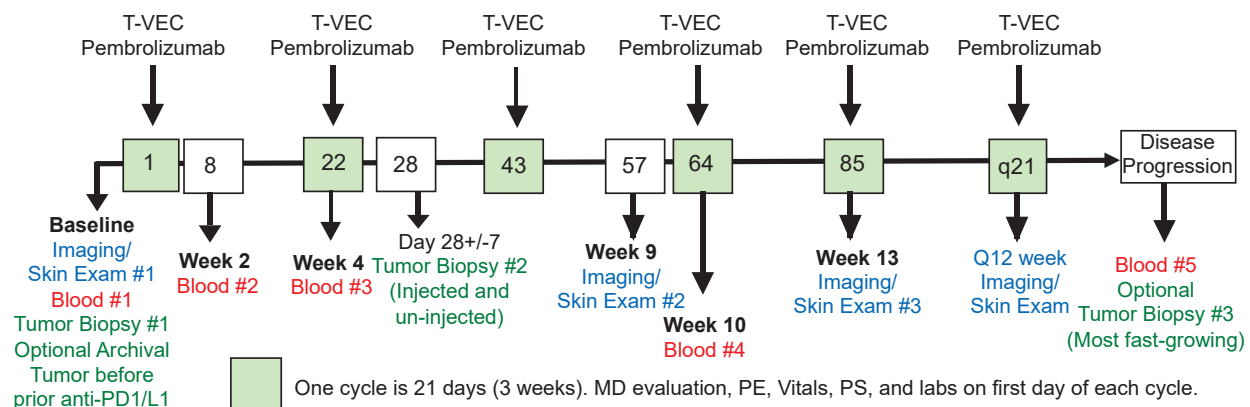 T-VEC
Pembrolizumab
T-VEC
Pembrolizumab
T-VEC
Pembrolizumab
T-VEC
Pembrolizumab
T-VEC
Pembrolizumab
T-VEC
Pembrolizumab
1
8
22
28
43
57
64
85
q21
Disease
Progression
Baseline
Imaging/
Skin Exam #1
Blood #1
Tumor Biopsy #1
Optional Archival
Tumor before
prior anti-PD1/L1
Week 2
Blood #2
Week 4
Blood #3
Day 28+/-7
Tumor Biopsy #2
(Injected and
un-injected)
Week 9
Imaging/
Skin Exam #2
Week 10
Blood #4
Week 13
Imaging/
Skin Exam #3
Q12 week
Imaging/
Skin Exam
Blood #5
Optional
Tumor Biopsy #3
(Most fast-growing)
One cycle is 21 days (3 weeks). MD evaluation, PE, Vitals, PS, and labs on first day of each cycle.